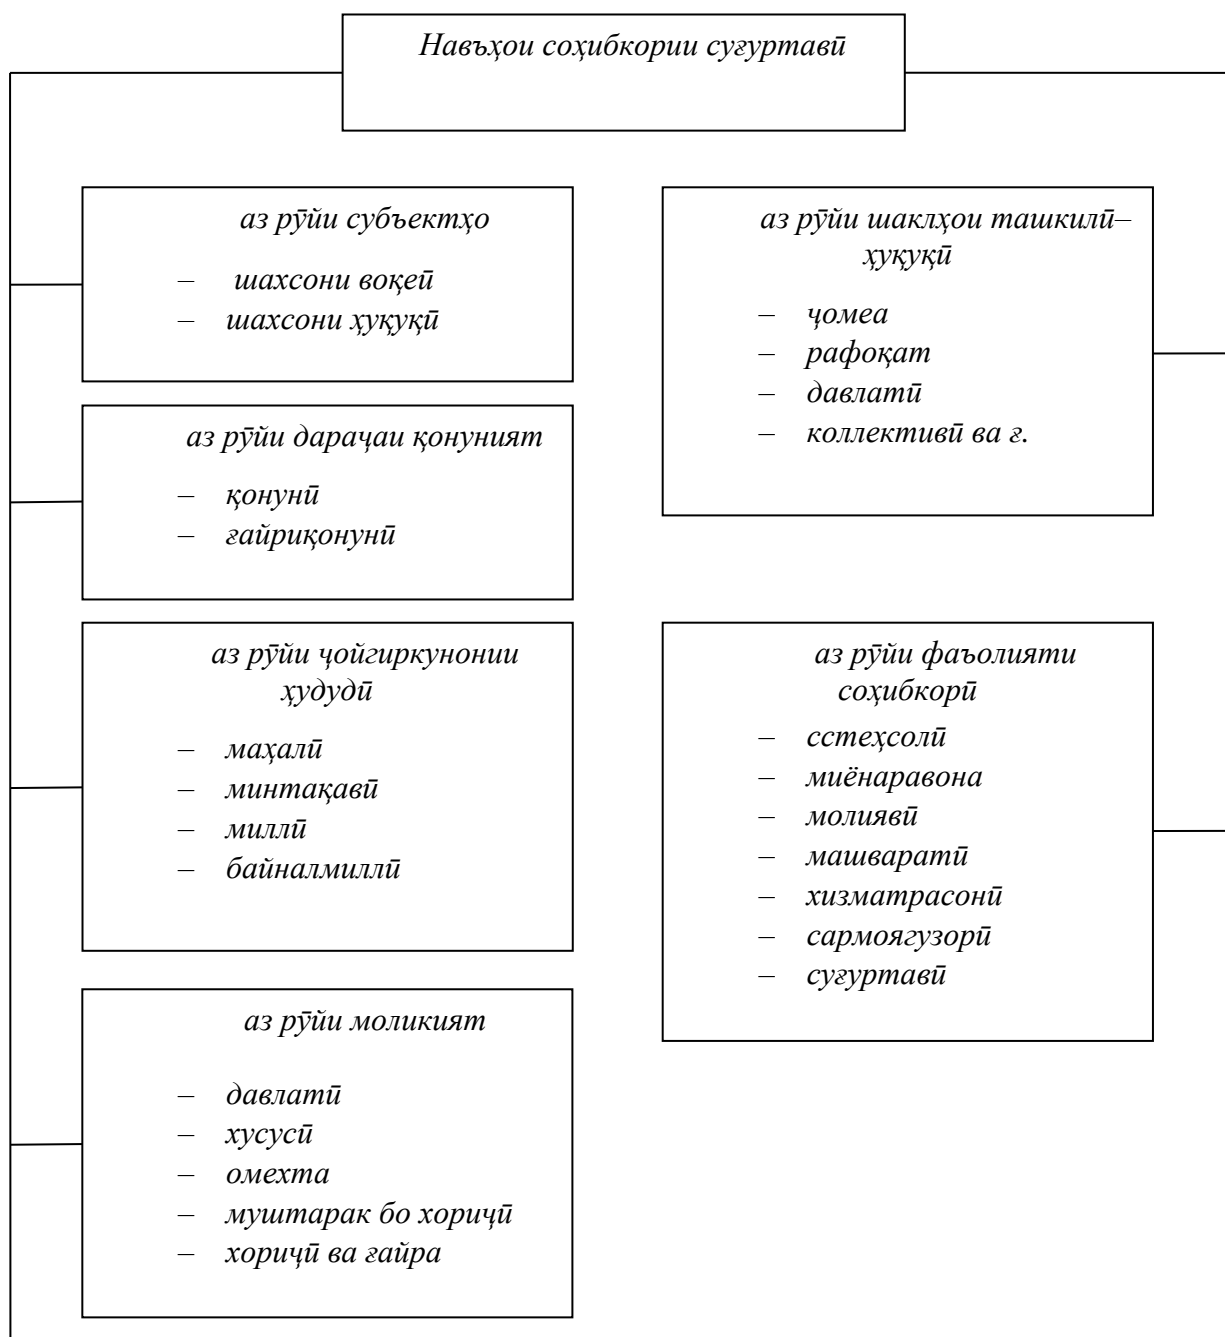 Навъҳои соҳибкории суғуртавӣ
аз рӯйи субъектҳо
– шахсони воқеӣ
– шахсони ҳуқуқӣ
аз рӯйи дараҷаи қонуният
– қонунӣ
– ғайриқонунӣ
аз рӯйи ҷойгиркунонии
ҳудудӣ
– маҳалӣ
– минтақавӣ
– миллӣ
– байналмиллӣ
аз рӯйи моликият
– давлатӣ
– хусусӣ
– омехта
– муштарак бо хориҷӣ
– хориҷӣ ва ғайра
аз рӯйи шаклҳои ташкилӣ–
ҳуқуқӣ
– ҷомеа
– рафоқат
– давлатӣ
– коллективӣ ва ғ.
аз рӯйи фаъолияти
соҳибкорӣ
– сстеҳсолӣ
– миёнаравона
– молиявӣ
– машваратӣ
– хизматрасонӣ
– сармоягузорӣ
– суғуртавӣ